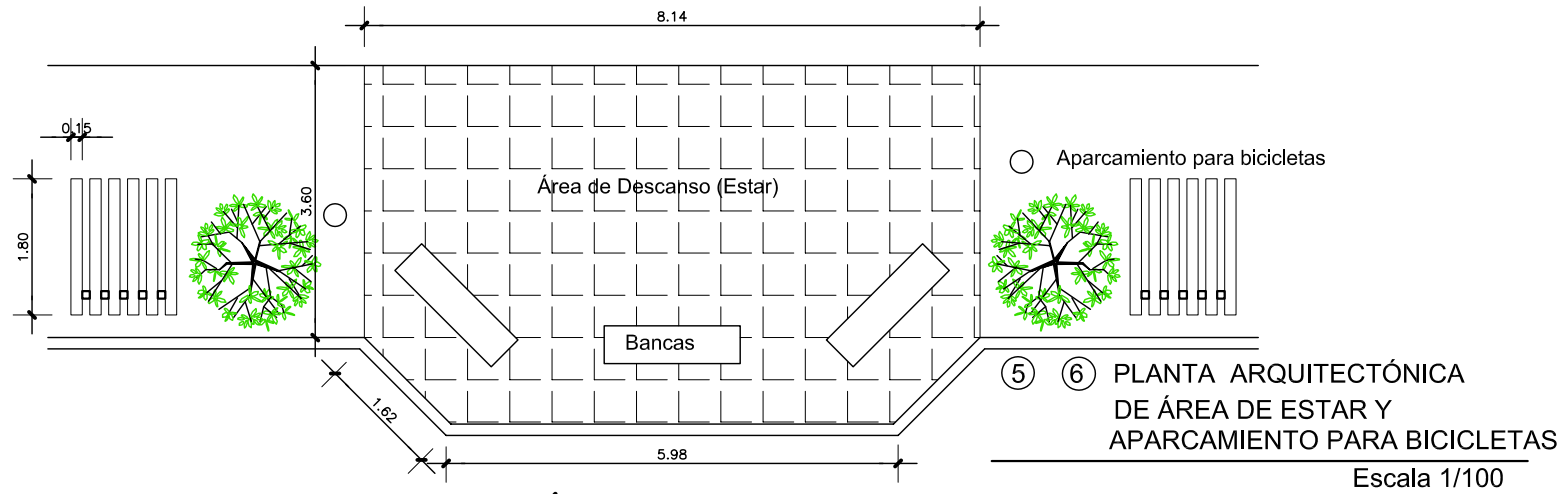 8.14
0.15
Aparcamiento para bicicletas
Área de Descanso (Estar)
3.60
1.80
Bancas
5 6 PLANTA ARQUITECTÓNICA
DE ÁREA DE ESTAR Y
APARCAMIENTO PARA BICICLETAS
1.62
5.98
Escala 1/100